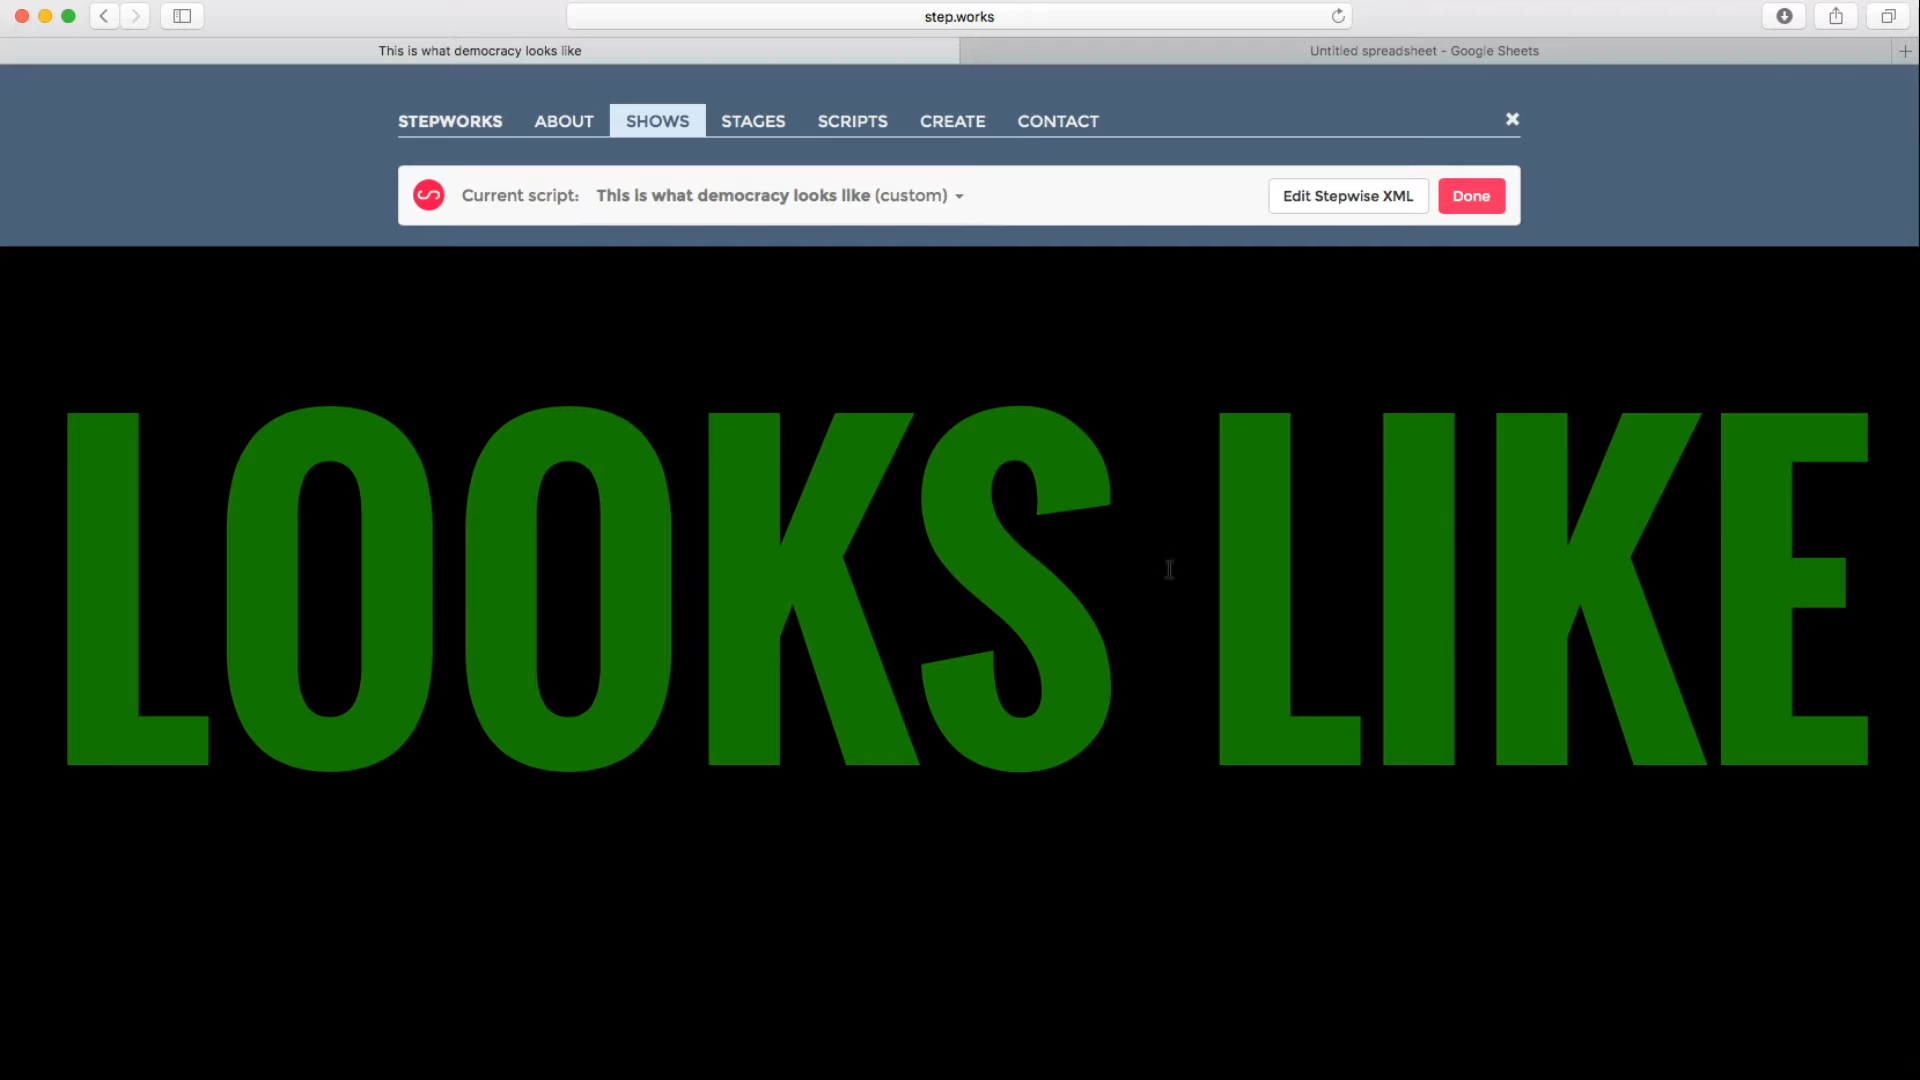 step.works
This is what democracy looks like
Untitled spreadsheet - Google Sheets
STEPWORKS ABOUT SHOWS STAGES SCRIPTS CREATE CONTACT
Current script: This is what democracy looks like (custom)
Edit Stepwise XML
Done
LOOKS LIKE